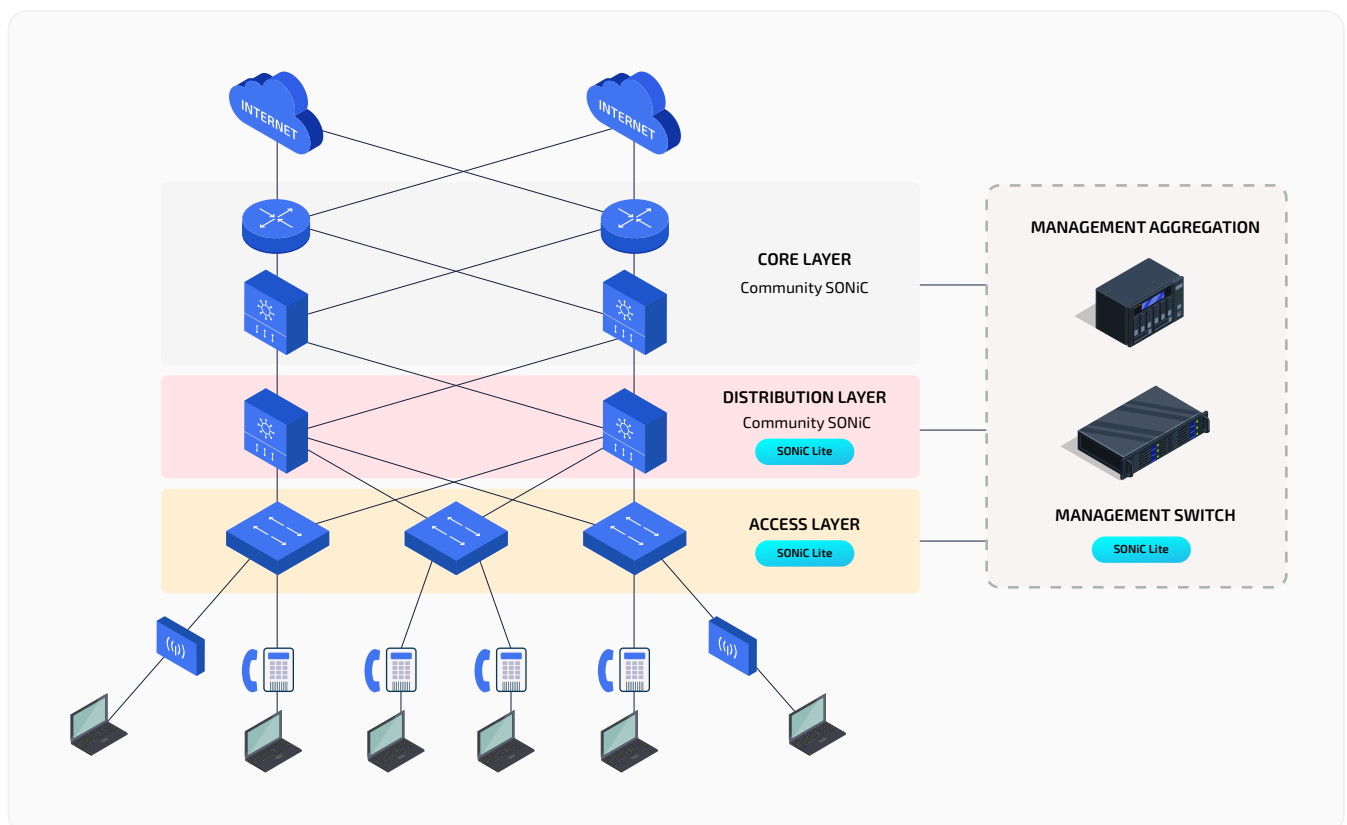 INTERNET
INTERNET
MANAGEMENT AGGREGATION
CORE LAYER
Community SONiC
DISTRIBUTION LAYER
Community SONiC
SONiC Lite
ACCESS LAYER
SONiC Lite
MANAGEMENT SWITCH
SONiC Lite